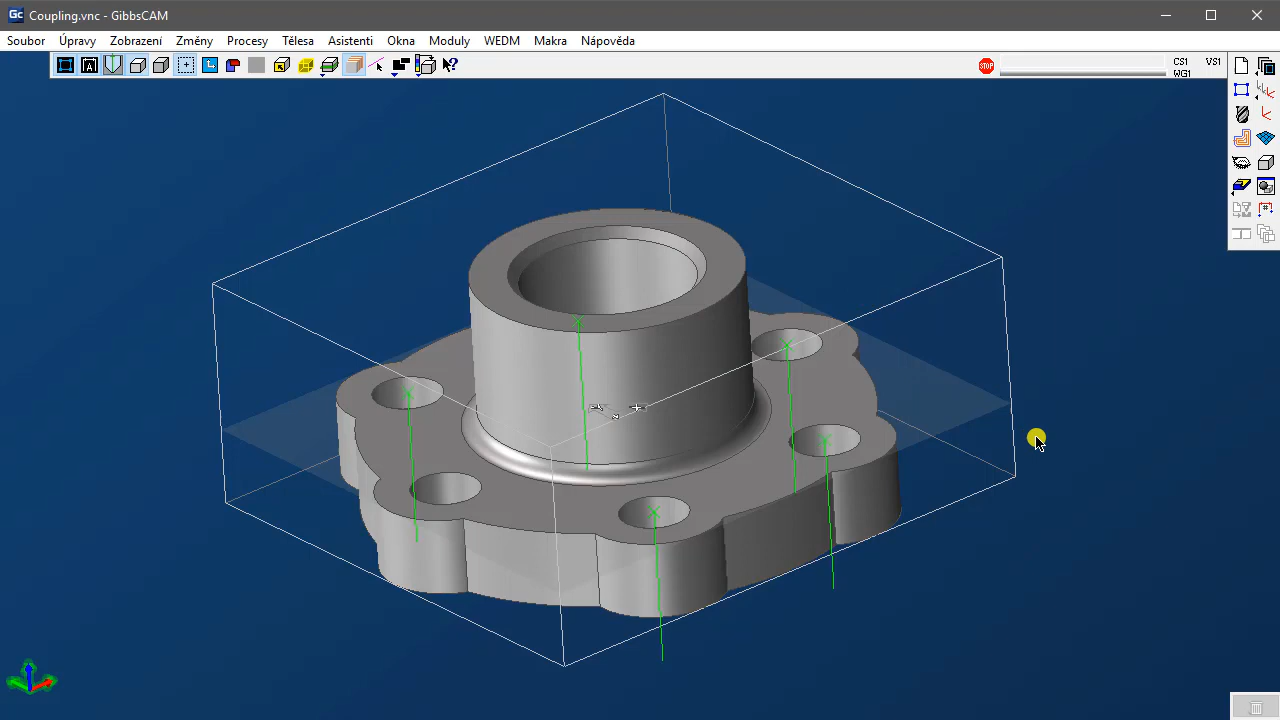 Gc Coupling.vnc - GibbsCAM
Soubor Úpravy Zobrazení Změny Procesy Tělesa Asistenti Okna Moduly WEDM Makra Nápověda
A STOP CS1 VS1
WG1